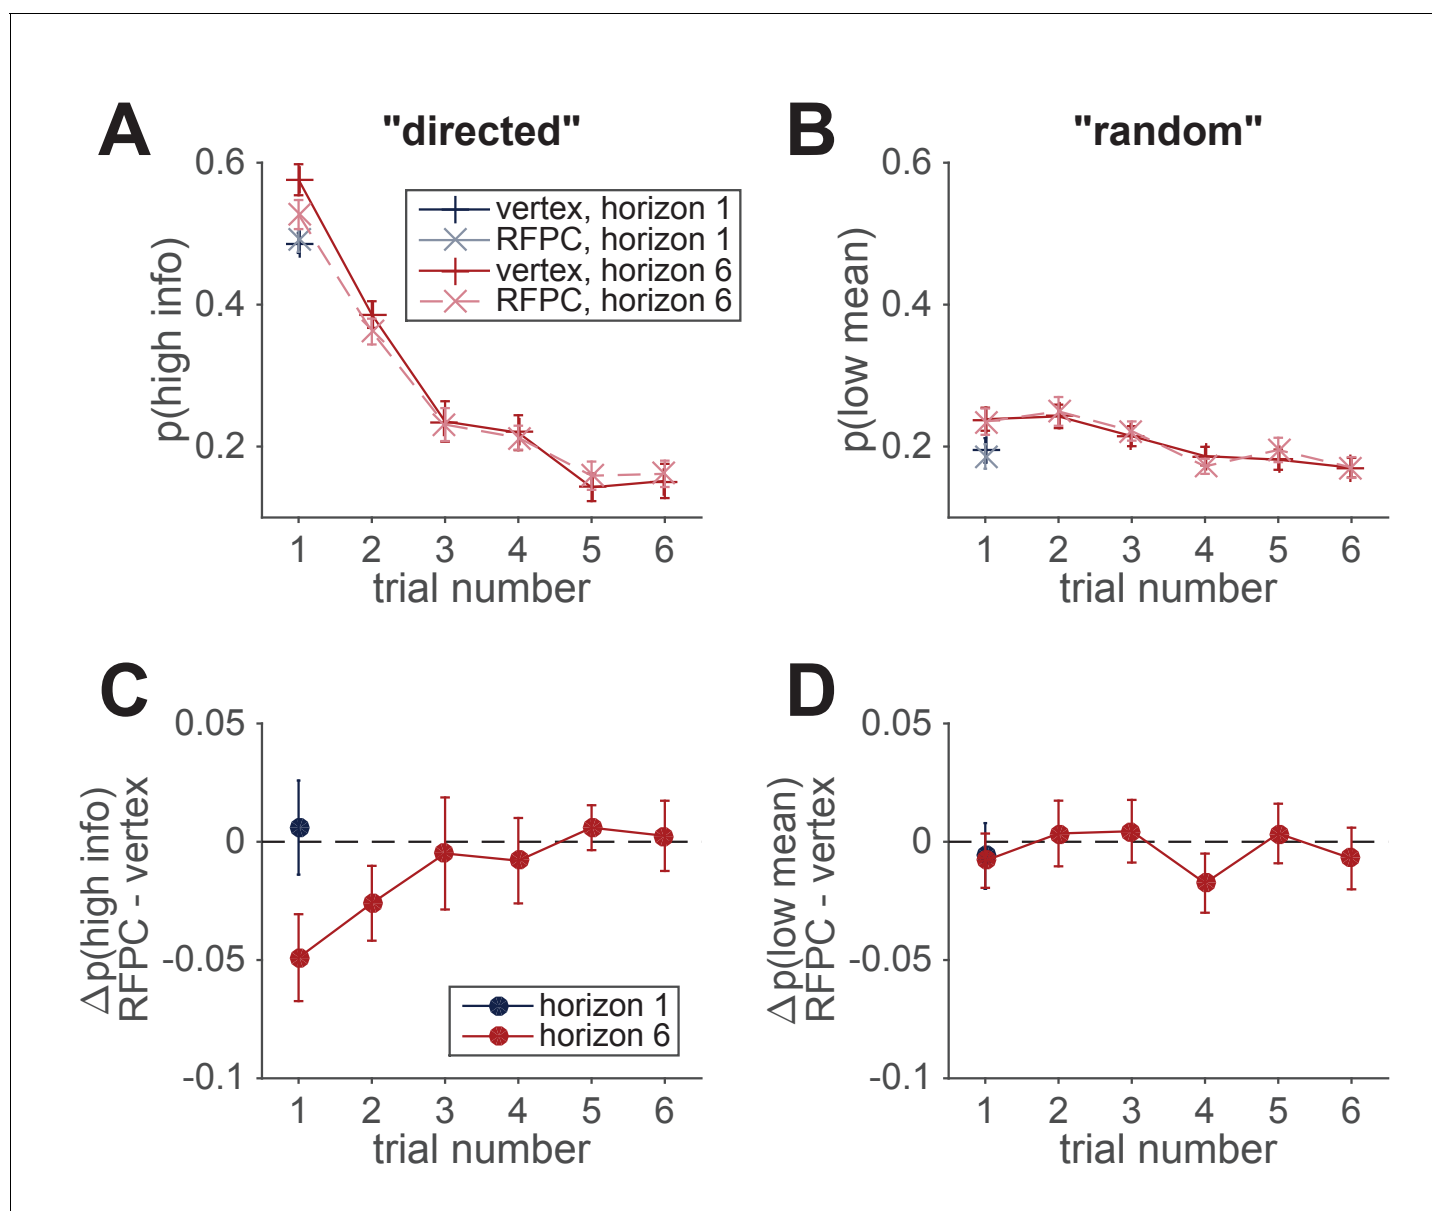 A
"directed"
0.6
0.4
0.2
p(high info)
vertex, horizon 1
RFPC, horizon 1
vertex, horizon 6
RFPC, horizon 6
1 2 3 4 5 6
trial number
B
"random"
0.6
0.4
0.2
p(low mean)
1 2 3 4 5 6
trial number
C
0.05
0
-0.05
-0.1
Δp(high info)
RFPC - vertex
horizon 1
horizon 6
1 2 3 4 5 6
trial number
D
0.05
0
-0.05
-0.1
Δp(low mean)
RFPC - vertex
1 2 3 4 5 6
trial number